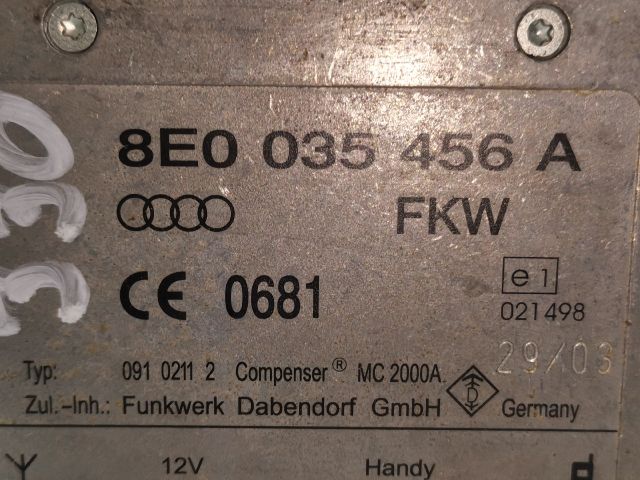 8E0 035 456 A
FKW
CE 0681
e1
021498
29/03
Typ: 091 0211 2 Compenser® MC 2000A
Zul.-Inh.: Funkwerk Dabendorf GmbH Germany
12V Handy